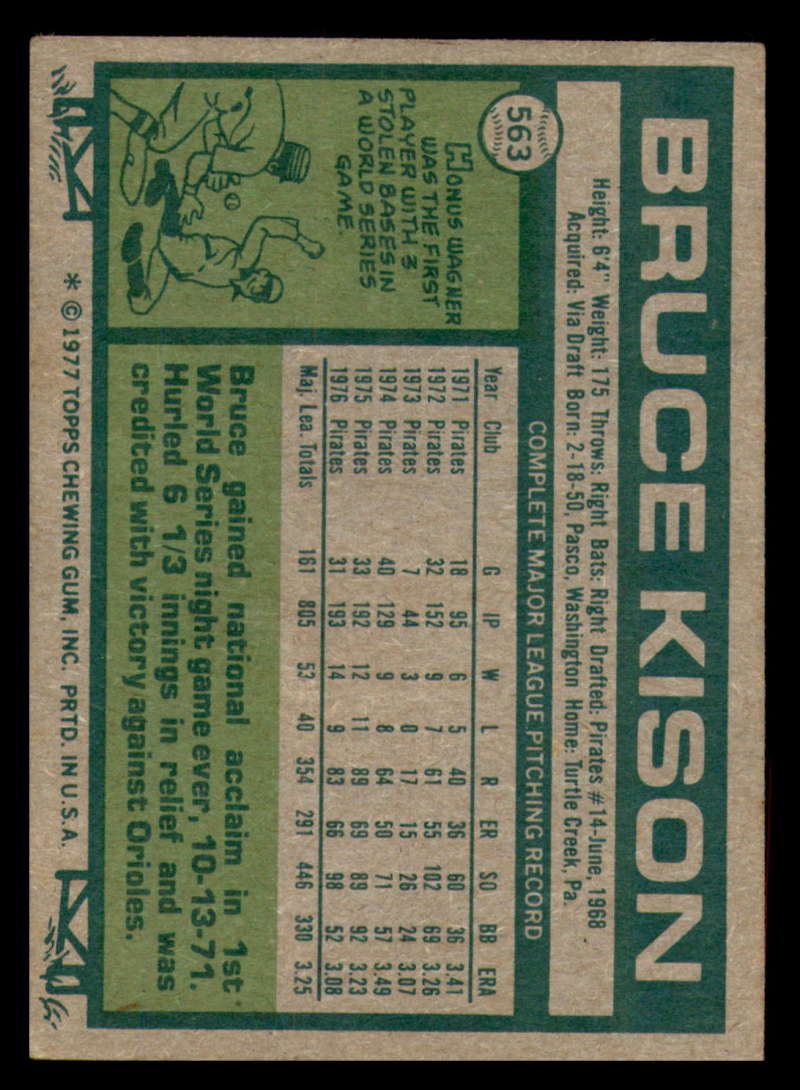 563
BRUCE KISON
Height: 6'4" Weight: 175 Throws: Right Bats: Right Drafted: Pirates #14-June, 1968
Acquired: Via Draft Born: 2-18-50, Pasco, Washington Home: Turtle Creek, Pa.
HONUS WAGNER
WAS THE FIRST
PLAYER WITH 3
STOLEN BASES IN
A WORLD SERIES
GAME.
COMPLETE MAJOR LEAGUE PITCHING RECORD
Year Club G IP W L R ER SO BB ERA
1971 Pirates 18 95 6 5 40 36 60 36 3.41
1972 Pirates 32 152 9 7 61 55 102 69 3.26
1973 Pirates 7 44 3 0 17 15 26 24 3.07
1974 Pirates 40 129 9 8 64 50 71 57 3.49
1975 Pirates 33 192 12 11 89 69 89 92 3.23
1976 Pirates 31 193 14 9 83 66 98 52 3.08
Maj. Lea. Totals 161 805 53 40 354 291 446 330 3.25
Bruce gained national acclaim in 1st
World Series night game ever, 10-13-71.
Hurled 6 1/3 innings in relief and was
credited with victory against Orioles.
* © 1977 TOPPS CHEWING GUM, INC. PRTD. IN U.S.A.